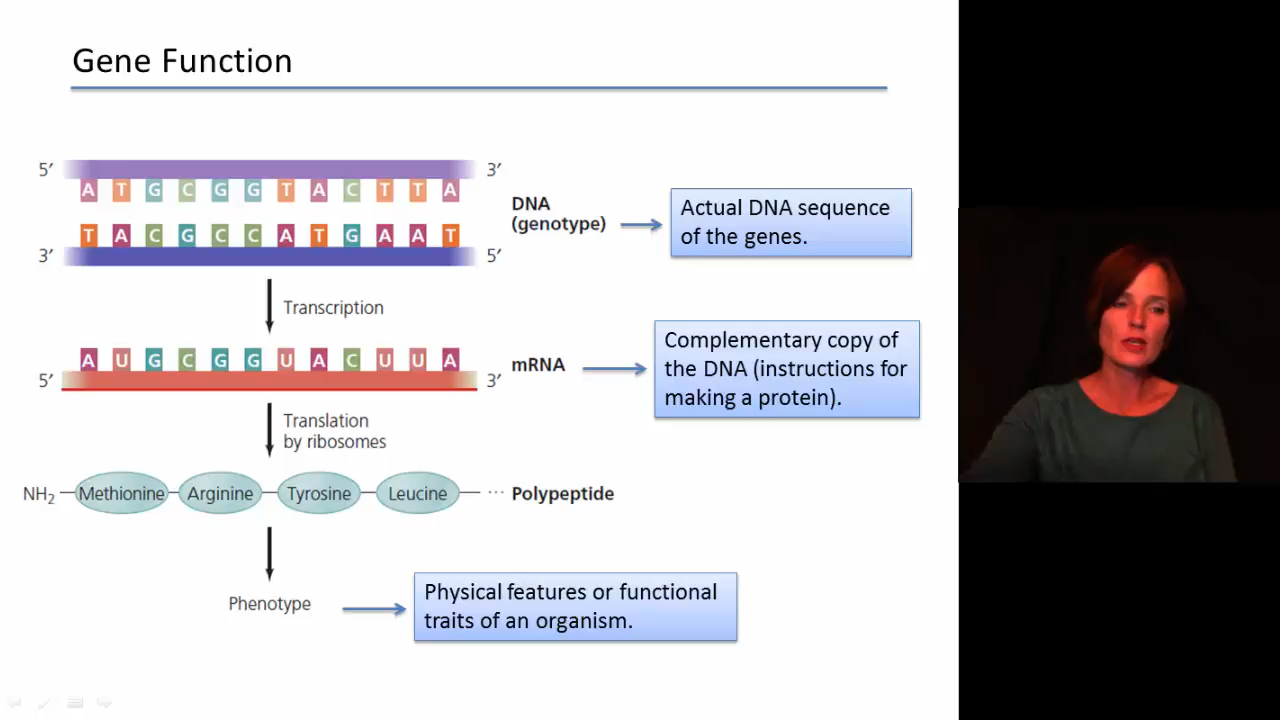 Gene Function
5′ 3′
A T G C G G T A C T T A
DNA
(genotype)
Actual DNA sequence
of the genes.
T A C G C C A T G A A T
3′ 5′
Transcription
A U G C G G U A C U U A
5′ 3′
mRNA
Complementary copy of
the DNA (instructions for
making a protein).
Translation
by ribosomes
NH₂ Methionine Arginine Tyrosine Leucine ... Polypeptide
Phenotype
Physical features or functional
traits of an organism.